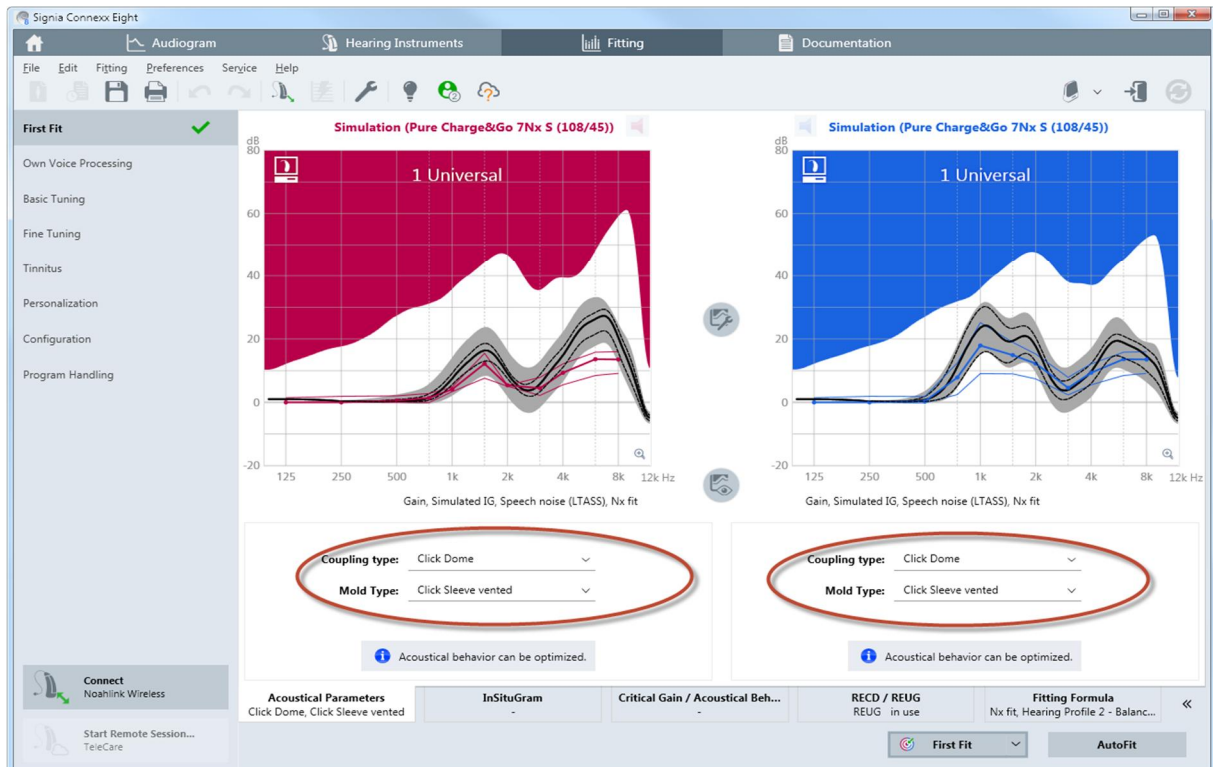 Signia Connexx Eight
Audiogram
Hearing Instruments
Fitting
Documentation
File Edit Fitting Preferences Service Help
2
First Fit
Own Voice Processing
Basic Tuning
Fine Tuning
Tinnitus
Personalization
Configuration
Program Handling
Connect
Noahlink Wireless
Start Remote Session...
TeleCare
Simulation (Pure Charge&Go 7Nx S (108/45))
dB
80
60
40
20
0
-20
1 Universal
125 250 500 1k 2k 4k 8k 12k Hz
Gain, Simulated IG, Speech noise (LTASS), Nx fit
Simulation (Pure Charge&Go 7Nx S (108/45))
dB
80
60
40
20
0
-20
1 Universal
125 250 500 1k 2k 4k 8k 12k Hz
Gain, Simulated IG, Speech noise (LTASS), Nx fit
Coupling type: Click Dome
Mold Type: Click Sleeve vented
Acoustical behavior can be optimized.
Coupling type: Click Dome
Mold Type: Click Sleeve vented
Acoustical behavior can be optimized.
Acoustical Parameters
Click Dome, Click Sleeve vented
InSituGram
-
Critical Gain / Acoustical Beh...
-
RECD / REUG
REUG in use
Fitting Formula
Nx fit, Hearing Profile 2 - Balanc...
«
First Fit
AutoFit